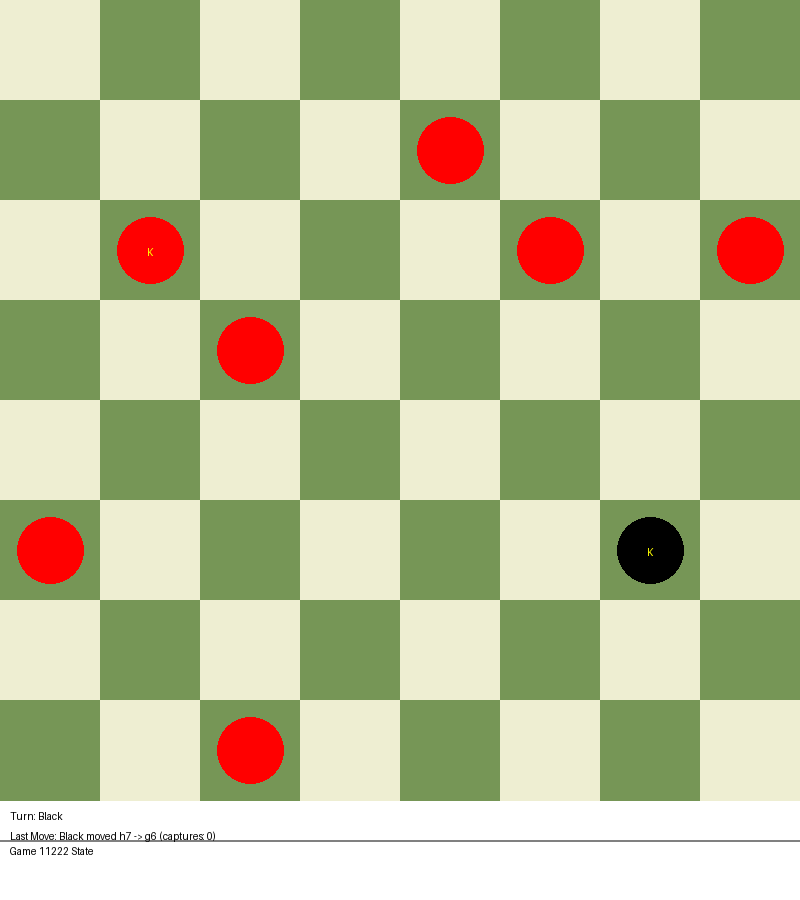 K
K
Turn: Black
Last Move: Black moved h7 -> g6 (captures: 0)
Game 11222 State